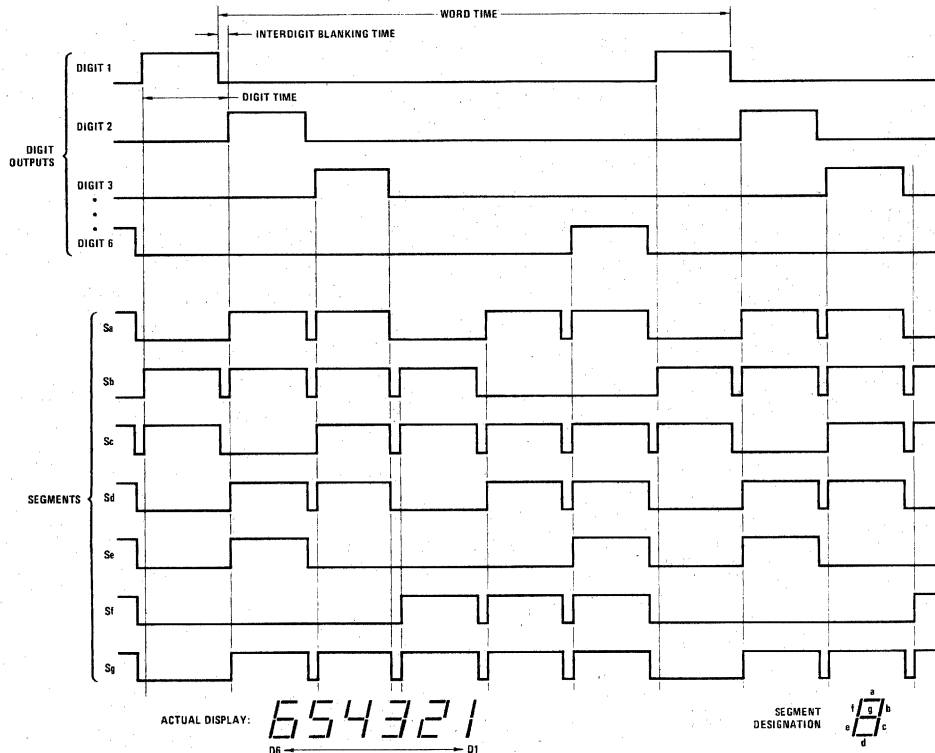 WORD TIME
INTERDIGIT BLANKING TIME
DIGIT 1
DIGIT TIME
DIGIT 2
DIGIT
OUTPUTS
DIGIT 3
DIGIT 6
Sa
Sb
Sc
SEGMENTS
Sd
Se
Sf
Sg
ACTUAL DISPLAY: 654321
D6 D1
SEGMENT
DESIGNATION
a
f g b
e c
d